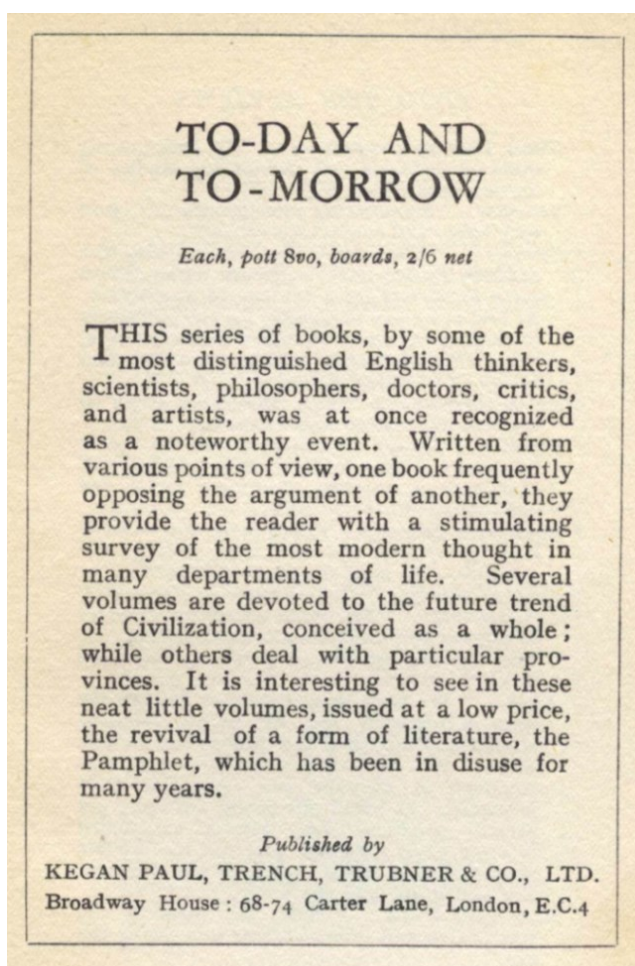 TO-DAY AND
TO-MORROW
Each, pott 8vo, boards, 2/6 net
THIS series of books, by some of the
most distinguished English thinkers,
scientists, philosophers, doctors, critics,
and artists, was at once recognized
as a noteworthy event. Written from
various points of view, one book frequently
opposing the argument of another, they
provide the reader with a stimulating
survey of the most modern thought in
many departments of life. Several
volumes are devoted to the future trend
of Civilization, conceived as a whole;
while others deal with particular pro-
vinces. It is interesting to see in these
neat little volumes, issued at a low price,
the revival of a form of literature, the
Pamphlet, which has been in disuse for
many years.
Published by
KEGAN PAUL, TRENCH, TRUBNER & CO., LTD.
Broadway House: 68-74 Carter Lane, London, E.C.4